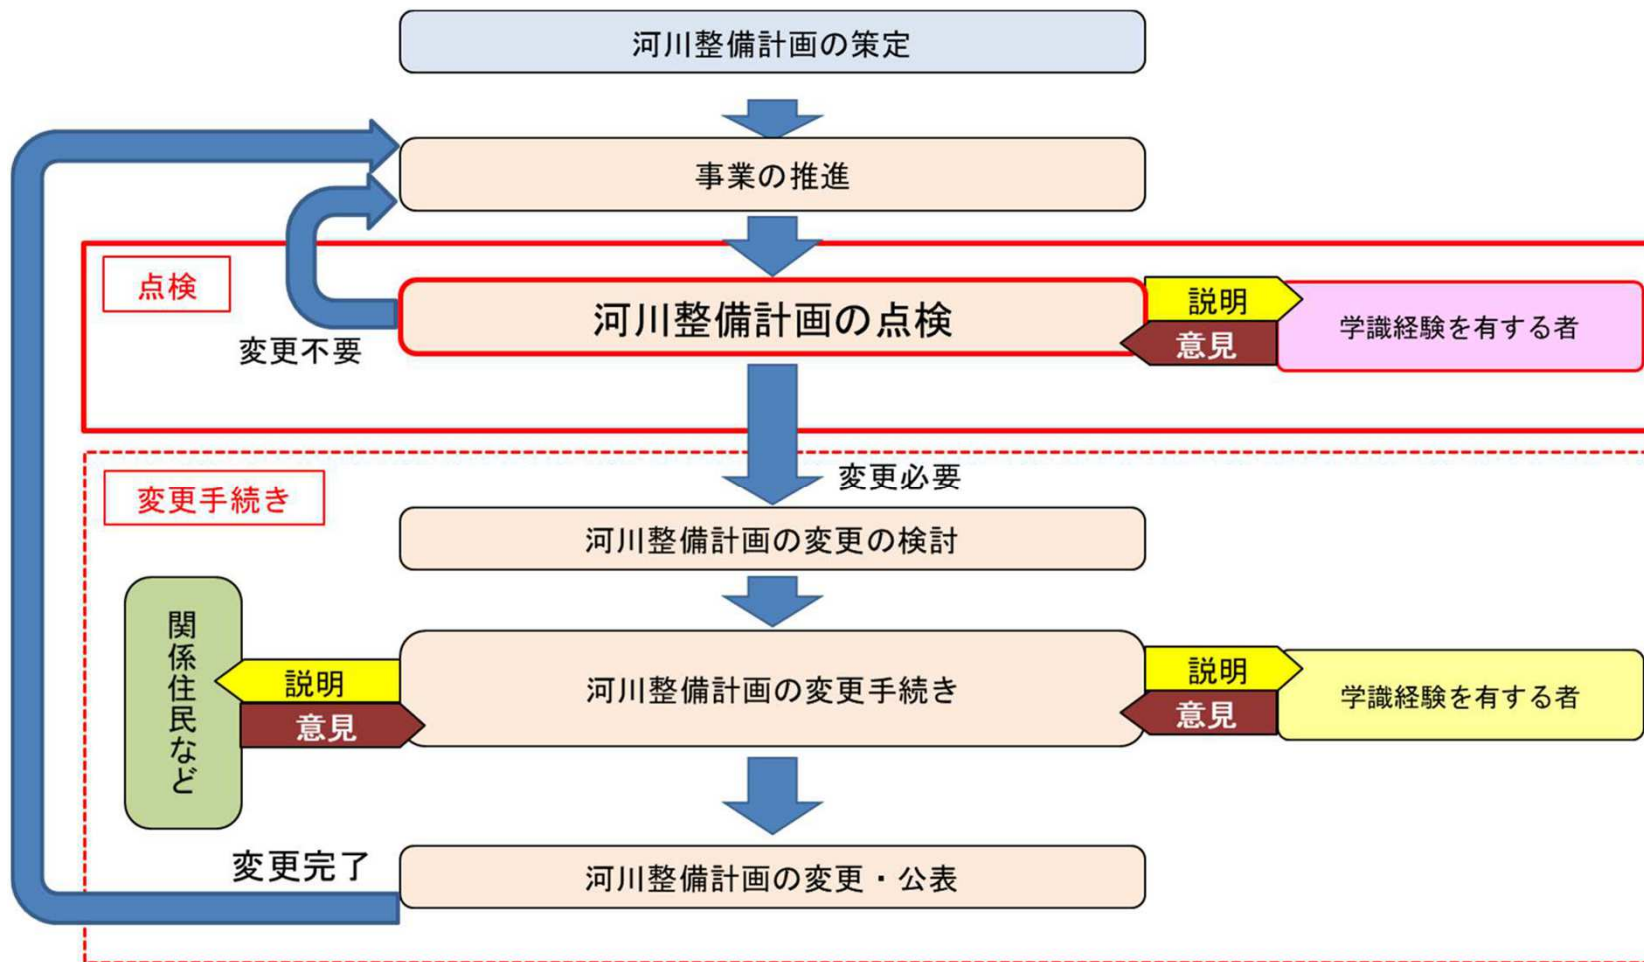 河川整備計画の策定
事業の推進
点検
河川整備計画の点検
説明
意見
学識経験を有する者
変更不要
変更必要
変更手続き
河川整備計画の変更の検討
関係住民など
説明
意見
河川整備計画の変更手続き
説明
意見
学識経験を有する者
変更完了
河川整備計画の変更・公表